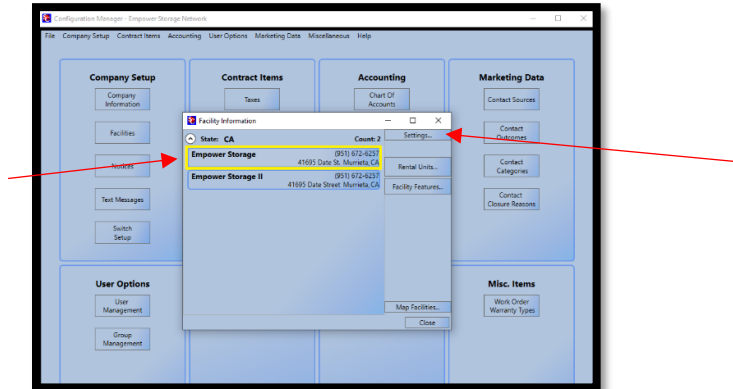 Configuration Manager - Empower Storage Network
File Company Setup Contract Items Accounting User Options Marketing Data Miscellaneous Help
Company Setup
Company
Information
Facilities
Notices
Text Messages
Switch
Setup
Contract Items
Taxes
Accounting
Chart Of
Accounts
Marketing Data
Contact Sources
Contact
Outcomes
Contact
Categories
Contact
Closure Reasons
Facility Information
State: CA Count: 2
Empower Storage (951) 672-6257
41695 Date St. Murrieta, CA
Empower Storage II (951) 672-6257
41695 Date Street Murrieta, CA
Settings...
Rental Units...
Facility Features...
Map Facilities...
Close
User Options
User
Management
Group
Management
Misc. Items
Work Order
Warranty Types